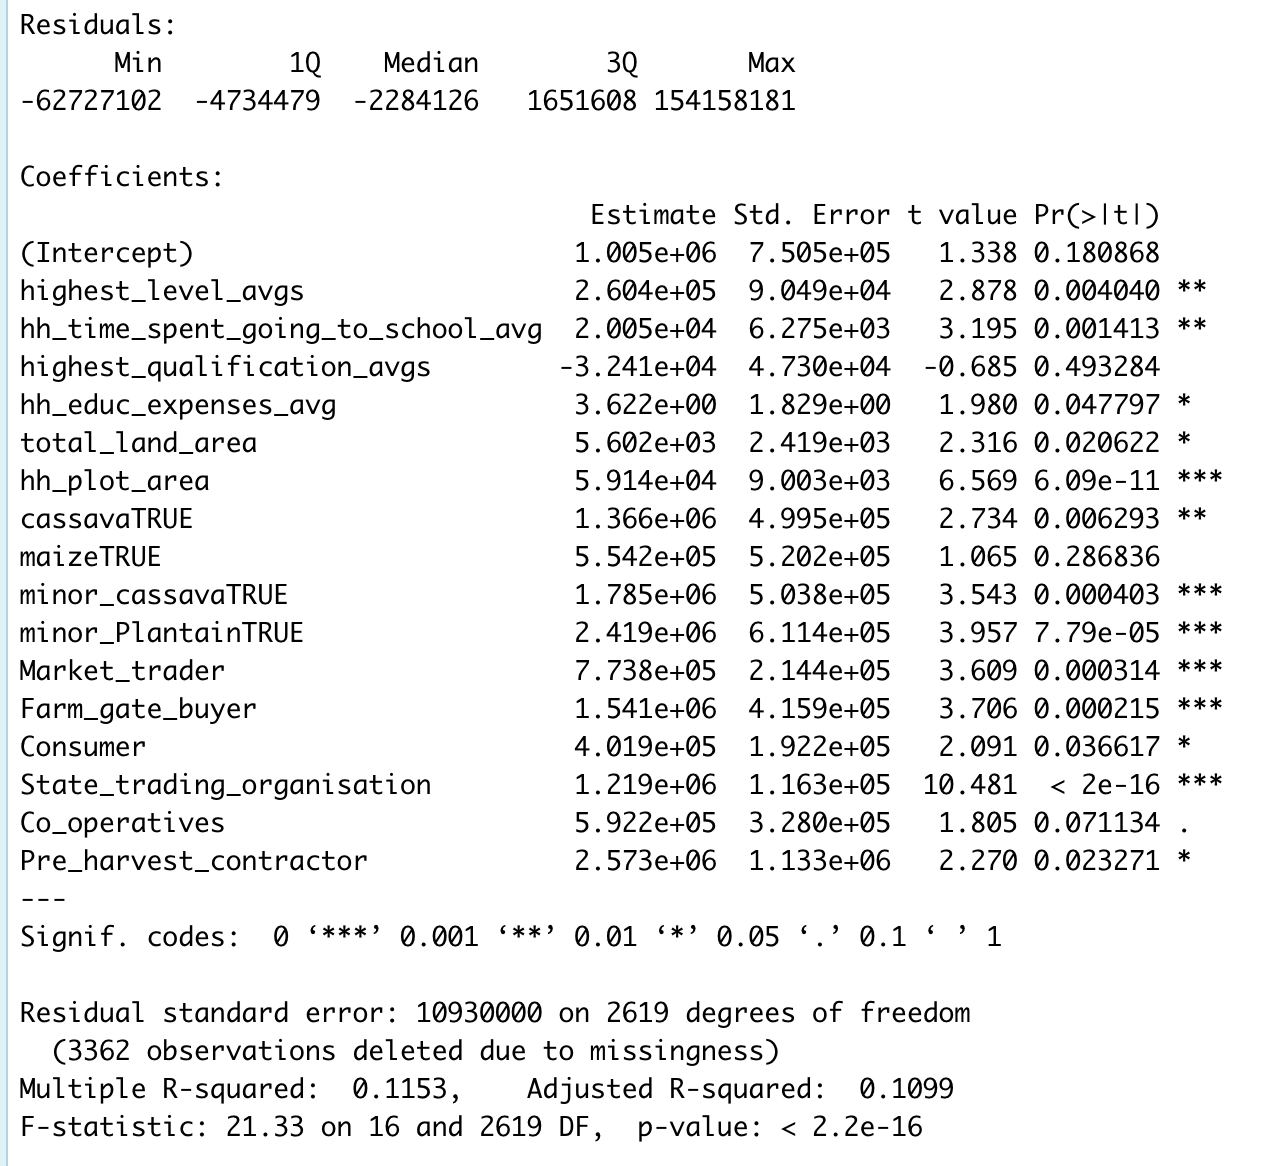 Residuals:
      Min        1Q    Median        3Q       Max
-62727102  -4734479  -2284126   1651608 154158181

Coefficients:
                                    Estimate Std. Error t value Pr(>|t|)
(Intercept)                        1.005e+06  7.505e+05   1.338 0.180868
highest_level_avgs                 2.604e+05  9.049e+04   2.878 0.004040 **
hh_time_spent_going_to_school_avg  2.005e+04  6.275e+03   3.195 0.001413 **
highest_qualification_avgs        -3.241e+04  4.730e+04  -0.685 0.493284
hh_educ_expenses_avg               3.622e+00  1.829e+00   1.980 0.047797 *
total_land_area                    5.602e+03  2.419e+03   2.316 0.020622 *
hh_plot_area                       5.914e+04  9.003e+03   6.569 6.09e-11 ***
cassavaTRUE                        1.366e+06  4.995e+05   2.734 0.006293 **
maizeTRUE                          5.542e+05  5.202e+05   1.065 0.286836
minor_cassavaTRUE                  1.785e+06  5.038e+05   3.543 0.000403 ***
minor_PlantainTRUE                 2.419e+06  6.114e+05   3.957 7.79e-05 ***
Market_trader                      7.738e+05  2.144e+05   3.609 0.000314 ***
Farm_gate_buyer                    1.541e+06  4.159e+05   3.706 0.000215 ***
Consumer                           4.019e+05  1.922e+05   2.091 0.036617 *
State_trading_organisation         1.219e+06  1.163e+05  10.481  < 2e-16 ***
Co_operatives                      5.922e+05  3.280e+05   1.805 0.071134 .
Pre_harvest_contractor             2.573e+06  1.133e+06   2.270 0.023271 *
---
Signif. codes:  0 ‘***’ 0.001 ‘**’ 0.01 ‘*’ 0.05 ‘.’ 0.1 ‘ ’ 1

Residual standard error: 10930000 on 2619 degrees of freedom
  (3362 observations deleted due to missingness)
Multiple R-squared:  0.1153,    Adjusted R-squared:  0.1099
F-statistic: 21.33 on 16 and 2619 DF,  p-value: < 2.2e-16